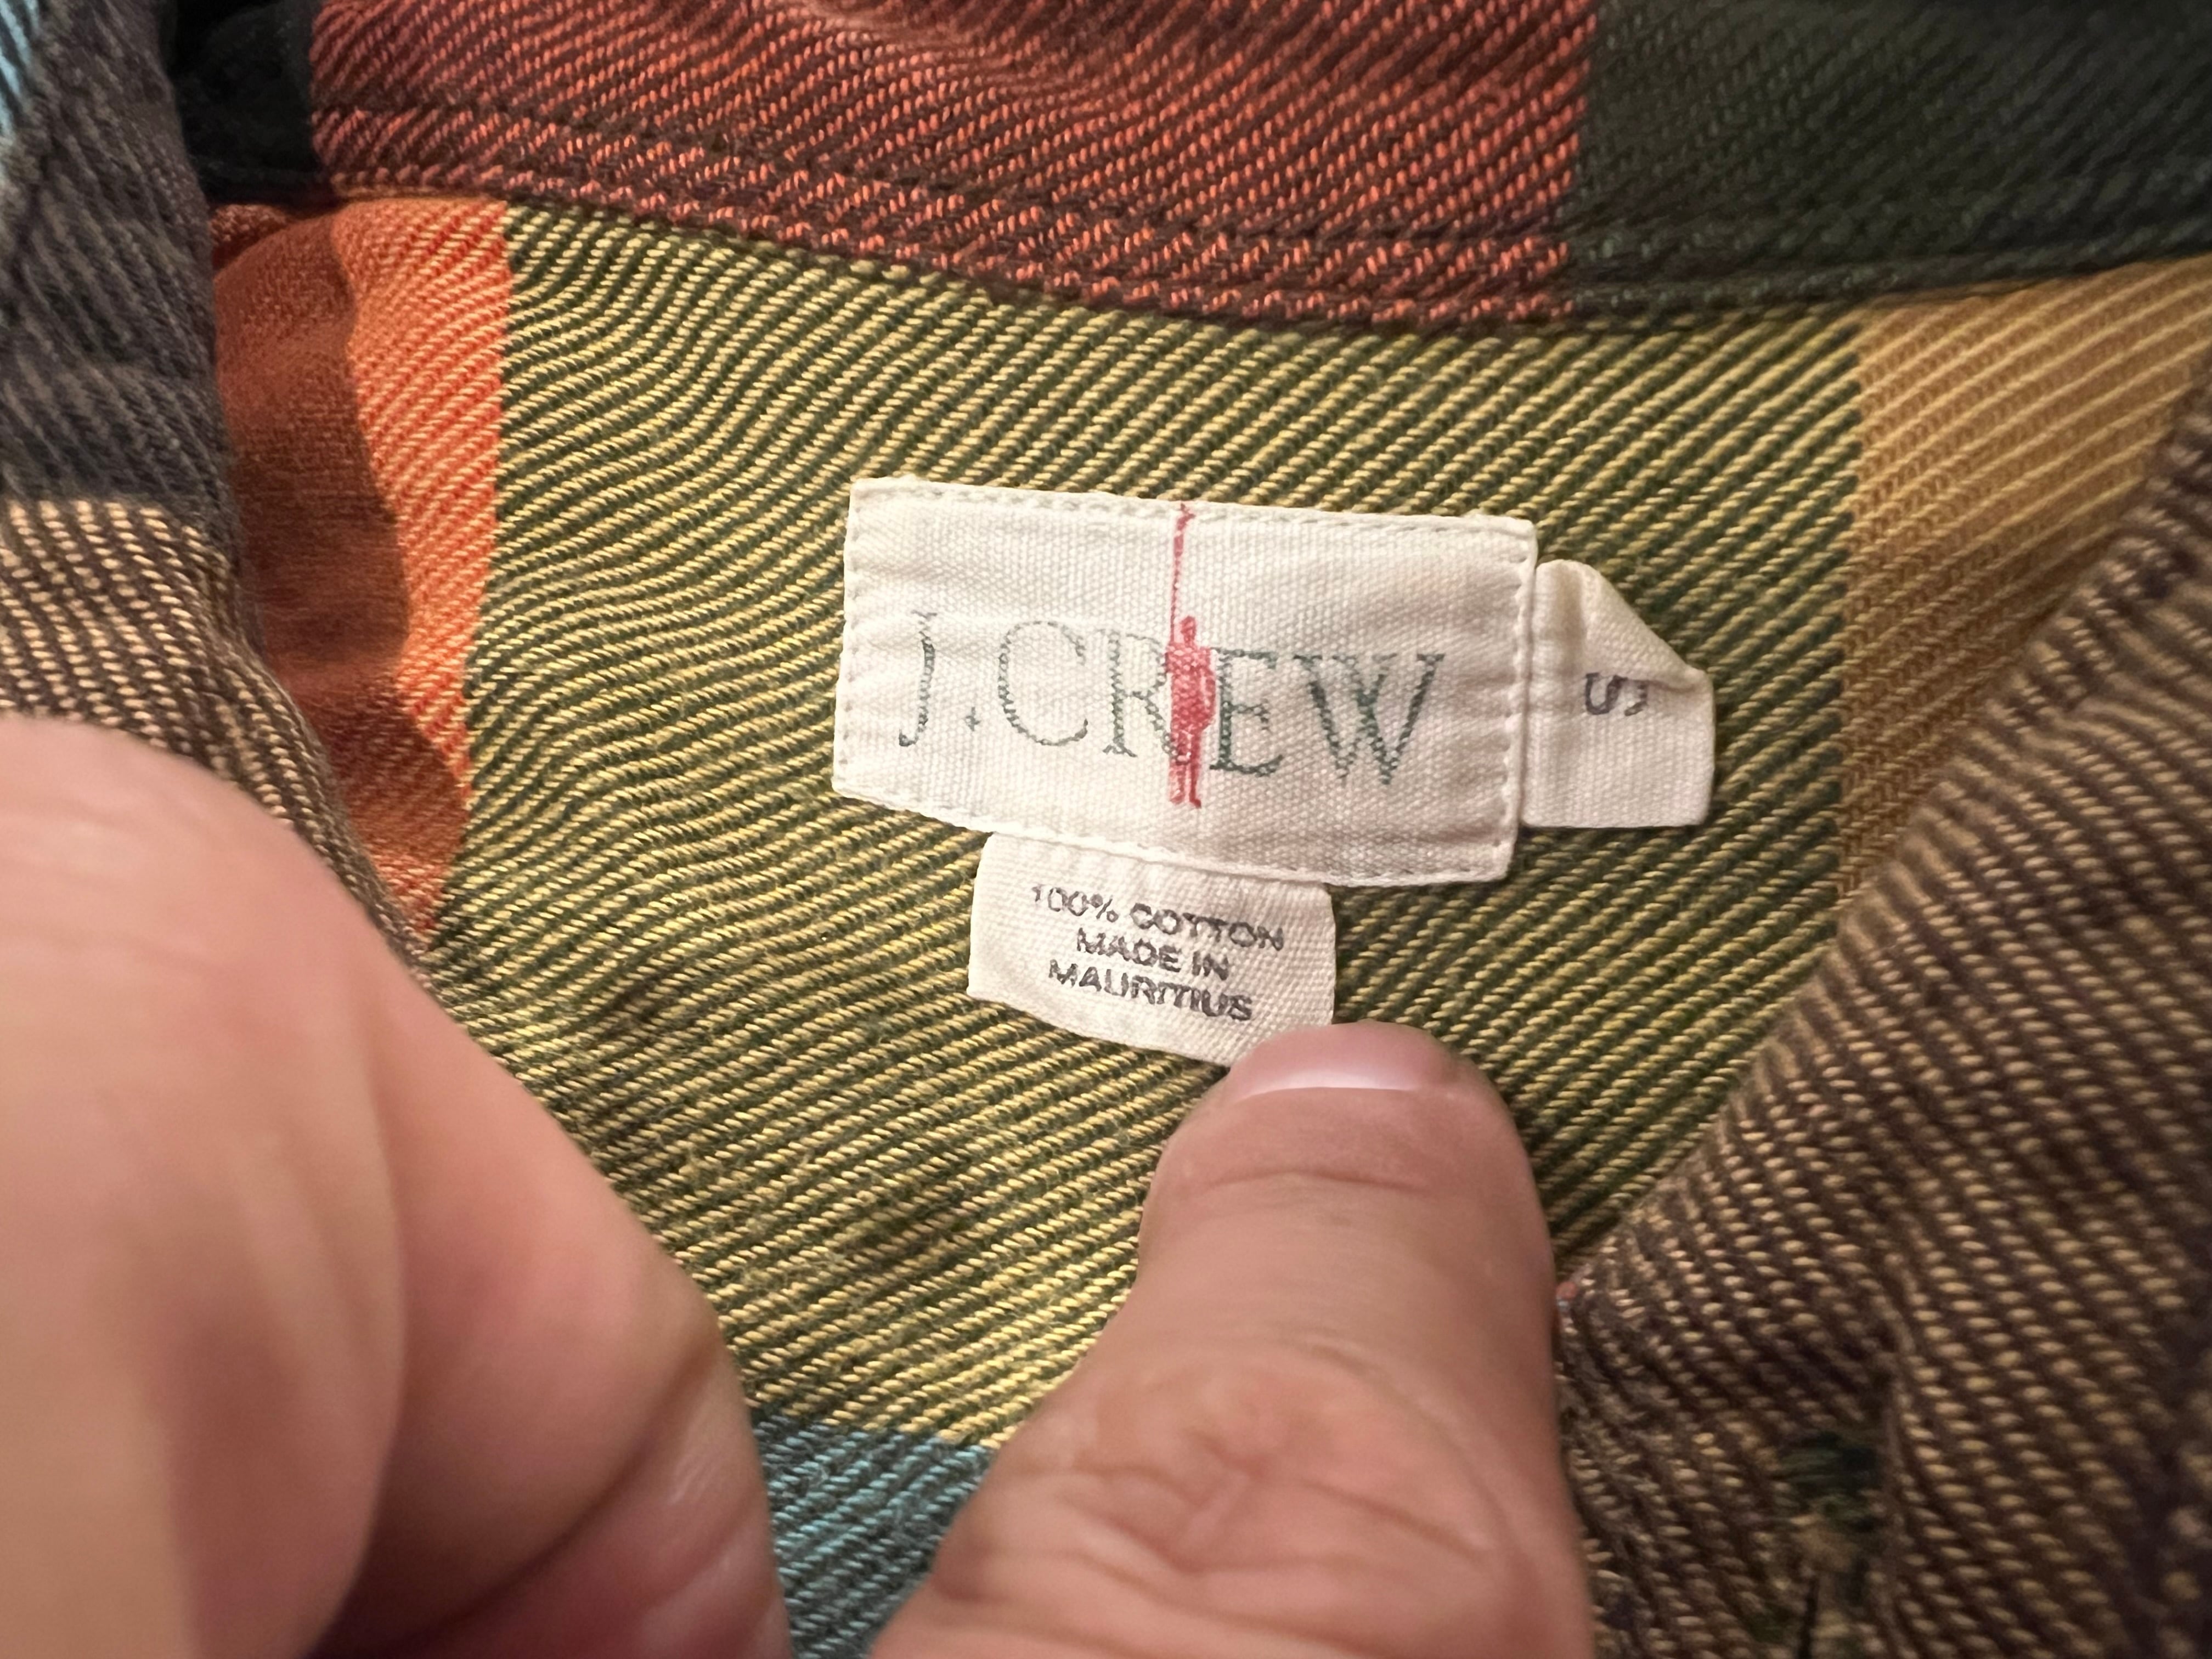 J.CREW
S
100% COTTON
MADE IN
MAURITIUS